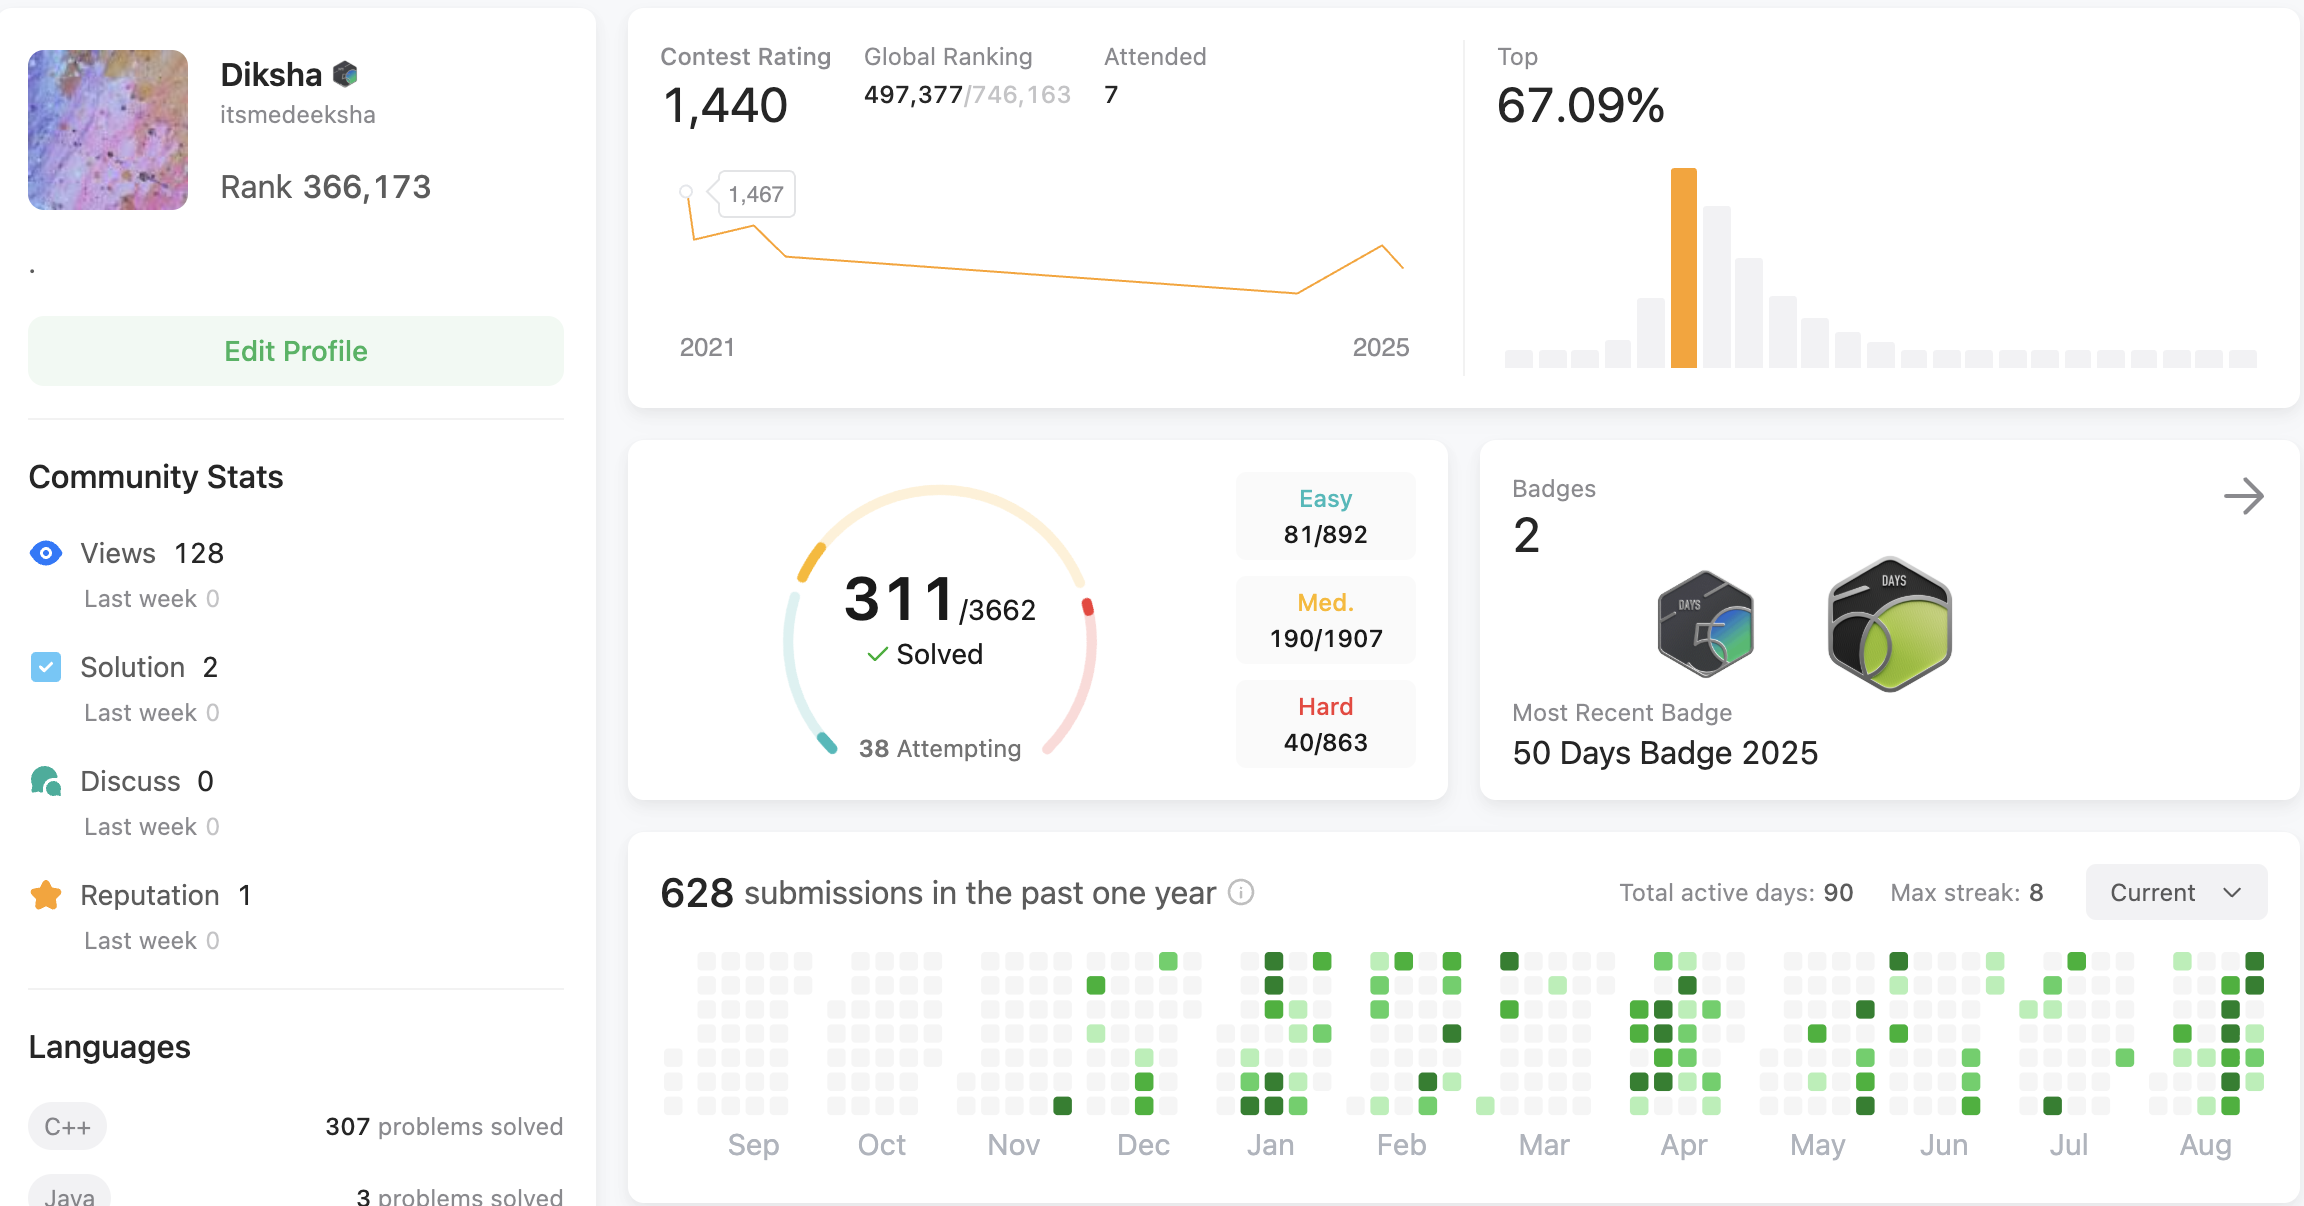 Diksha
itsmedeeksha
Rank 366,173
.
Edit Profile
Community Stats
Views 128
Last week 0
Solution 2
Last week 0
Discuss 0
Last week 0
Reputation 1
Last week 0
Languages
C++ 307 problems solved
Java 3 problems solved
Contest Rating
1,440
Global Ranking
497,377/746,163
Attended
7
1,467
2021 2025
Top
67.09%
311/3662
Solved
38 Attempting
Easy
81/892
Med.
190/1907
Hard
40/863
Badges
2
DAYS
5
DAYS
Most Recent Badge
50 Days Badge 2025
628 submissions in the past one year
Total active days: 90 Max streak: 8 Current
Sep Oct Nov Dec Jan Feb Mar Apr May Jun Jul Aug